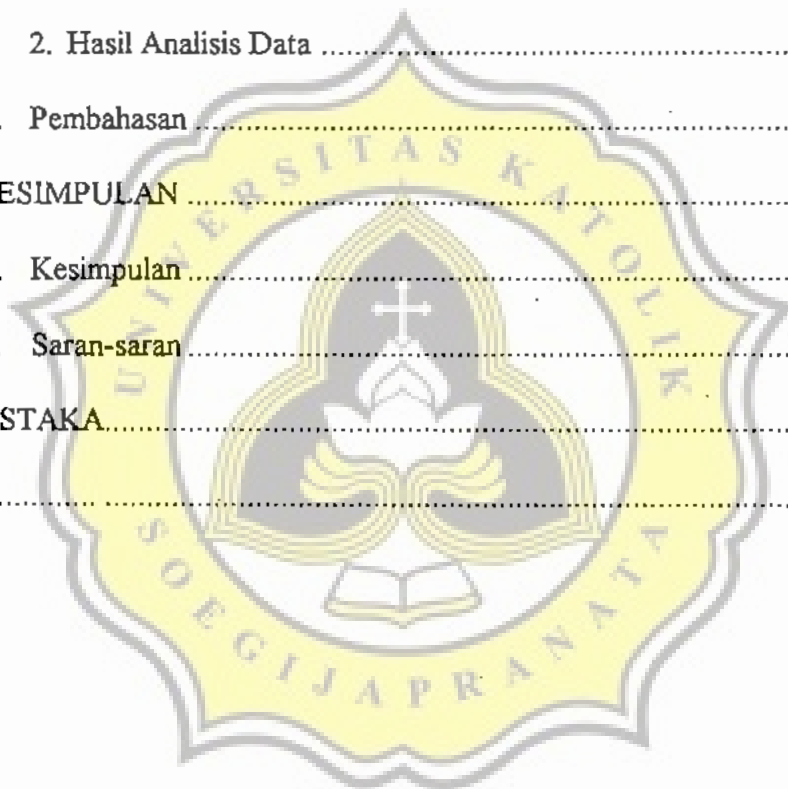 2. Hasil Analisis Data ........................................................
. Pembahasan ........................................................
ESIMPULAN ........................................................
. Kesimpulan ........................................................
. Saran-saran ........................................................
STAKA ........................................................
........................................................
UNIVERSITAS KATOLIK
SOEGIJAPRANATA